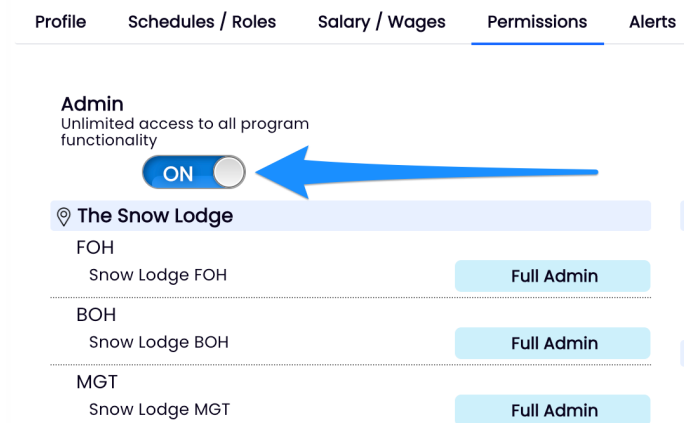 Profile Schedules / Roles Salary / Wages Permissions Alerts
Admin
Unlimited access to all program
functionality
ON
The Snow Lodge
FOH
Snow Lodge FOH Full Admin
BOH
Snow Lodge BOH Full Admin
MGT
Snow Lodge MGT Full Admin